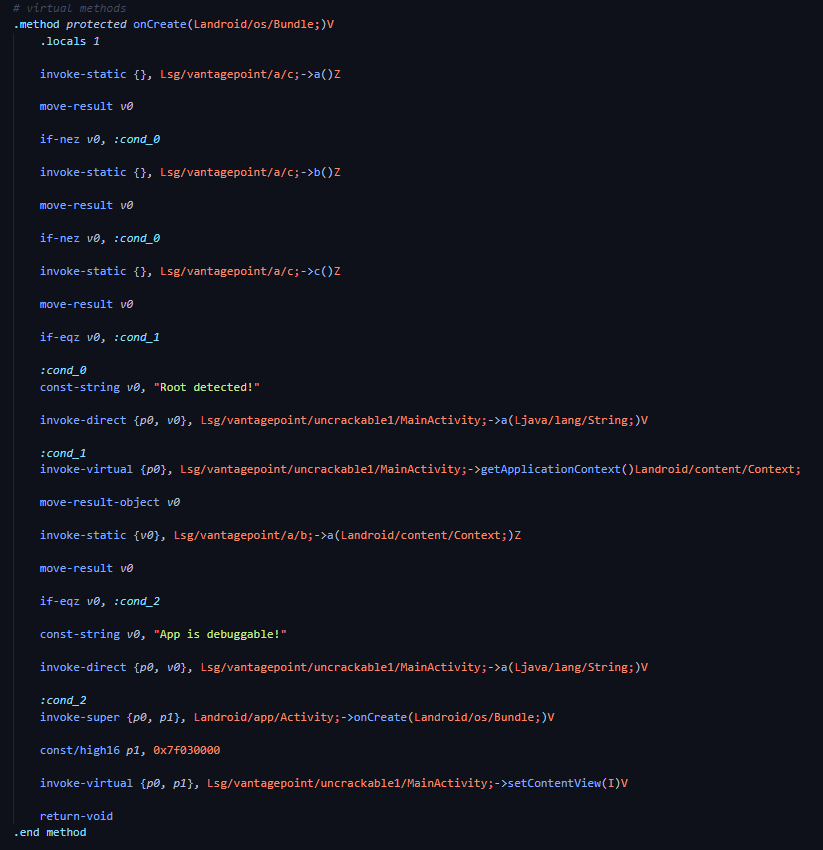 # virtual methods
.method protected onCreate(Landroid/os/Bundle;)V
.locals 1
invoke-static {}, Lsg/vantagepoint/a/c;->a()Z
move-result v0
if-nez v0, :cond_0
invoke-static {}, Lsg/vantagepoint/a/c;->b()Z
move-result v0
if-nez v0, :cond_0
invoke-static {}, Lsg/vantagepoint/a/c;->c()Z
move-result v0
if-eqz v0, :cond_1
:cond_0
const-string v0, "Root detected!"
invoke-direct {p0, v0}, Lsg/vantagepoint/uncrackable1/MainActivity;->a(Ljava/lang/String;)V
:cond_1
invoke-virtual {p0}, Lsg/vantagepoint/uncrackable1/MainActivity;->getApplicationContext()Landroid/content/Context;
move-result-object v0
invoke-static {v0}, Lsg/vantagepoint/a/b;->a(Landroid/content/Context;)Z
move-result v0
if-eqz v0, :cond_2
const-string v0, "App is debuggable!"
invoke-direct {p0, v0}, Lsg/vantagepoint/uncrackable1/MainActivity;->a(Ljava/lang/String;)V
:cond_2
invoke-super {p0, p1}, Landroid/app/Activity;->onCreate(Landroid/os/Bundle;)V
const/high16 p1, 0x7f030000
invoke-virtual {p0, p1}, Lsg/vantagepoint/uncrackable1/MainActivity;->setContentView(I)V
return-void
.end method